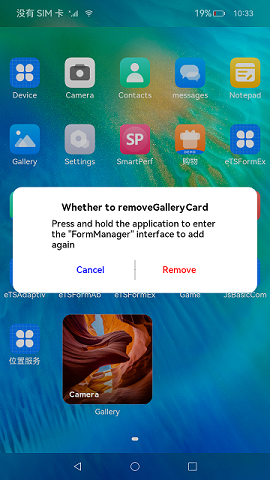 没有 SIM 卡
19%
10:33
Device
Camera
Contacts
messages
Notepad
Gallery
Settings
SmartPerf
购物
eTSFormEx
Whether to removeGalleryCard
Press and hold the application to enter
the "FormManager" interface to add
again
Cancel
Remove
eTSAdaptiv
eTSFormAb
eTSFormEx
Game
JsBasicCom
位置服务
Camera
Gallery